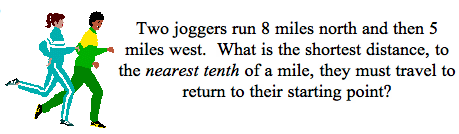 Two joggers run 8 miles north and then 5
miles west.  What is the shortest distance, to
the nearest tenth of a mile, they must travel to
return to their starting point?